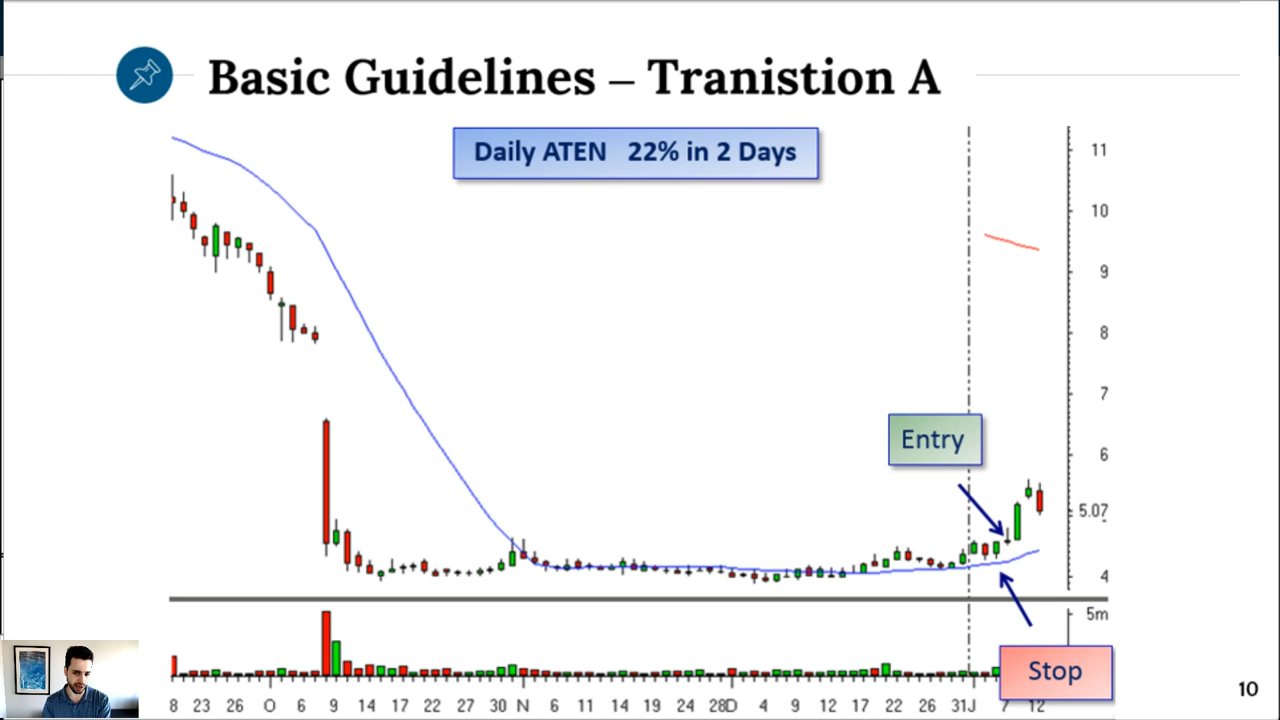 Basic Guidelines – Tranistion A
Daily ATEN 22% in 2 Days
11
10
9
8
7
6
5.07
4
5m
Entry
Stop
8 23 26 O 6 9 14 17 22 27 30 N 6 11 14 19 24 28D 4 7 12 17 22 26 31J 7 12
10